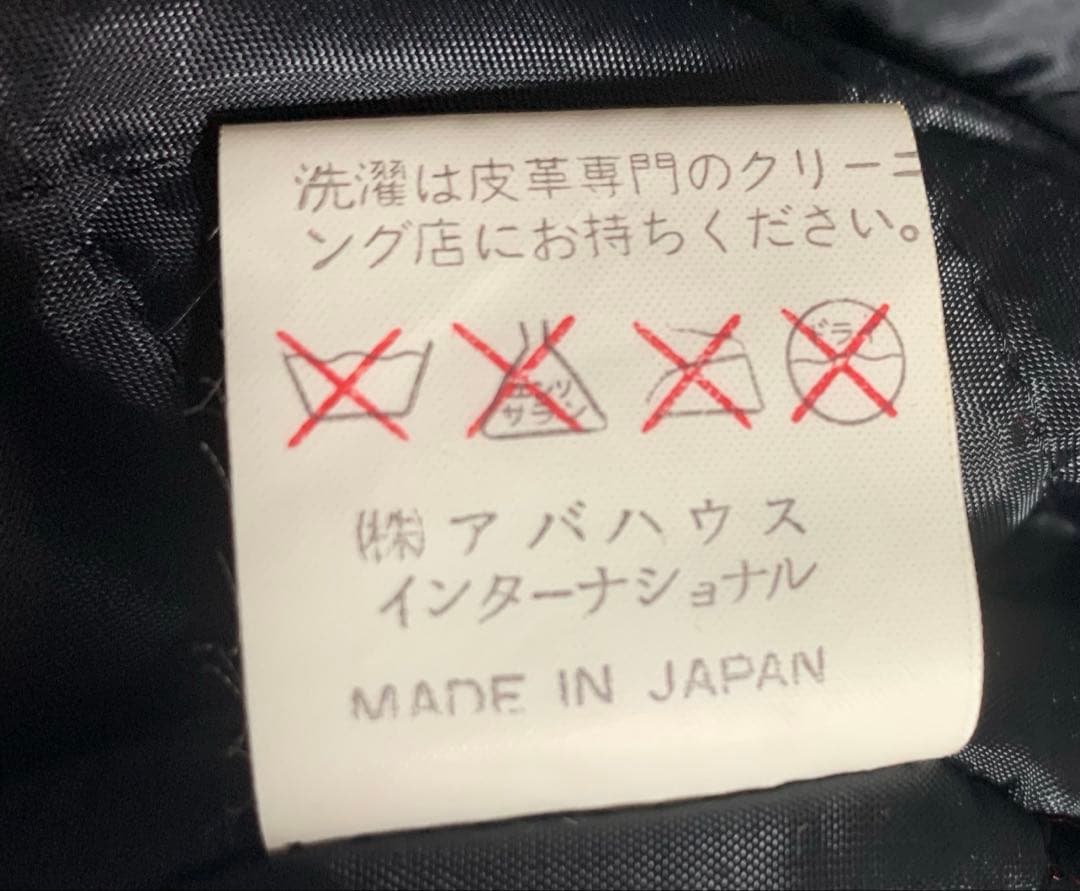 洗濯は皮革専門のクリーニ
ング店にお持ちください。
エンソ
サラシ
ドライ
(株)アバハウス
インターナショナル
MADE IN JAPAN